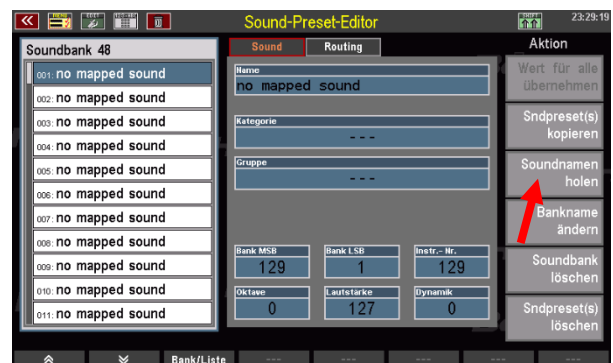 MENU
EDIT
SHIFT
23:29:19
Sound-Preset-Editor
Soundbank 48
001: no mapped sound
002: no mapped sound
003: no mapped sound
004: no mapped sound
005: no mapped sound
006: no mapped sound
007: no mapped sound
008: no mapped sound
009: no mapped sound
010: no mapped sound
011: no mapped sound
Sound
Routing
Name
no mapped sound
Kategorie
---
Gruppe
---
Bank MSB
129
Bank LSB
1
Instr.- Nr.
129
Oktave
0
Lautstärke
127
Dynamik
0
Aktion
Wert für alle
übernehmen
Sndpreset(s)
kopieren
Soundnamen
holen
Bankname
ändern
Soundbank
löschen
Sndpreset(s)
löschen
Bank/Liste
---
---
---
---
---